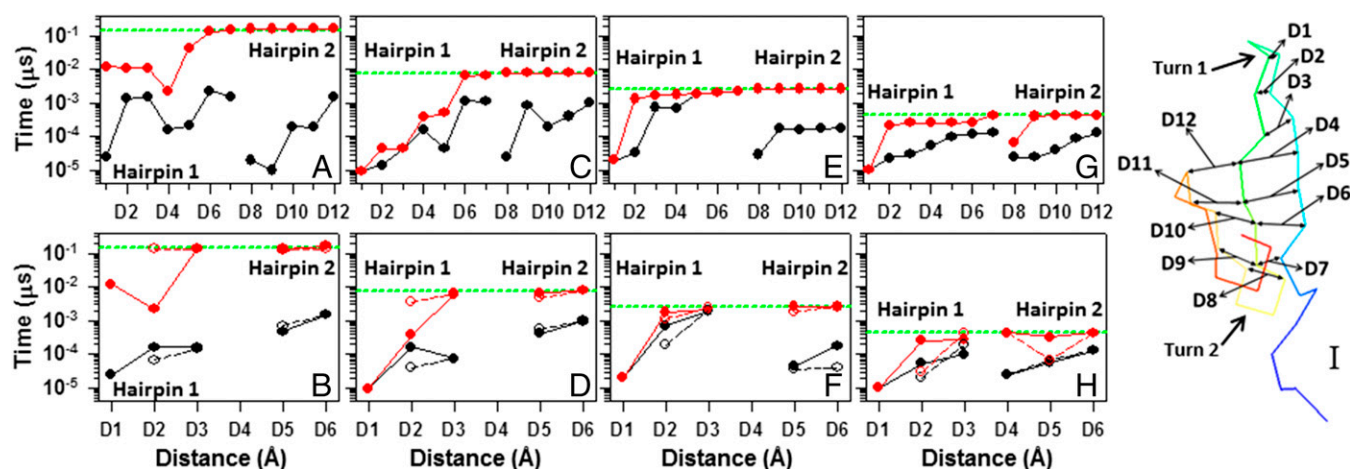 Time (µs)
10⁻¹
10⁻²
10⁻³
10⁻⁴
10⁻⁵
Hairpin 2
Hairpin 1
A
D2 D4 D6 D8 D10 D12
Hairpin 1
Hairpin 2
C
D2 D4 D6 D8 D10 D12
Hairpin 1
Hairpin 2
E
D2 D4 D6 D8 D10 D12
Hairpin 1
Hairpin 2
G
D2 D4 D6 D8 D10 D12
Time (µs)
10⁻¹
10⁻²
10⁻³
10⁻⁴
10⁻⁵
Hairpin 2
Hairpin 1
B
D1 D2 D3 D4 D5 D6
Distance (Å)
Hairpin 1
Hairpin 2
D
D1 D2 D3 D4 D5 D6
Distance (Å)
Hairpin 1
Hairpin 2
F
D1 D2 D3 D4 D5 D6
Distance (Å)
Hairpin 1
Hairpin 2
H
D1 D2 D3 D4 D5 D6
Distance (Å)
D1
D2
Turn 1
D3
D12
D4
D11
D5
D6
D10
D9
D7
D8
Turn 2
I